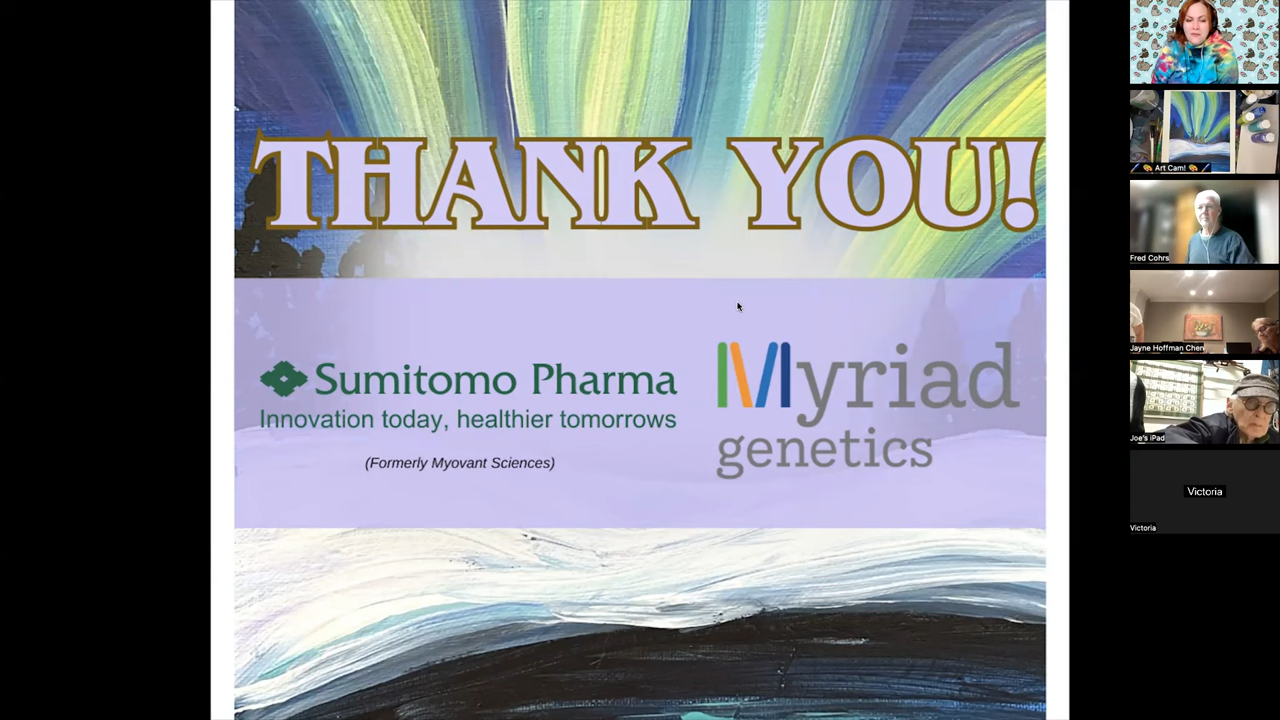 THANK YOU!
Sumitomo Pharma
Innovation today, healthier tomorrows
(Formerly Myovant Sciences)
Myriad
genetics
Art Cam!
Fred Cohrs
Jayne Hoffman Chen
Joe's iPad
Victoria
Victoria